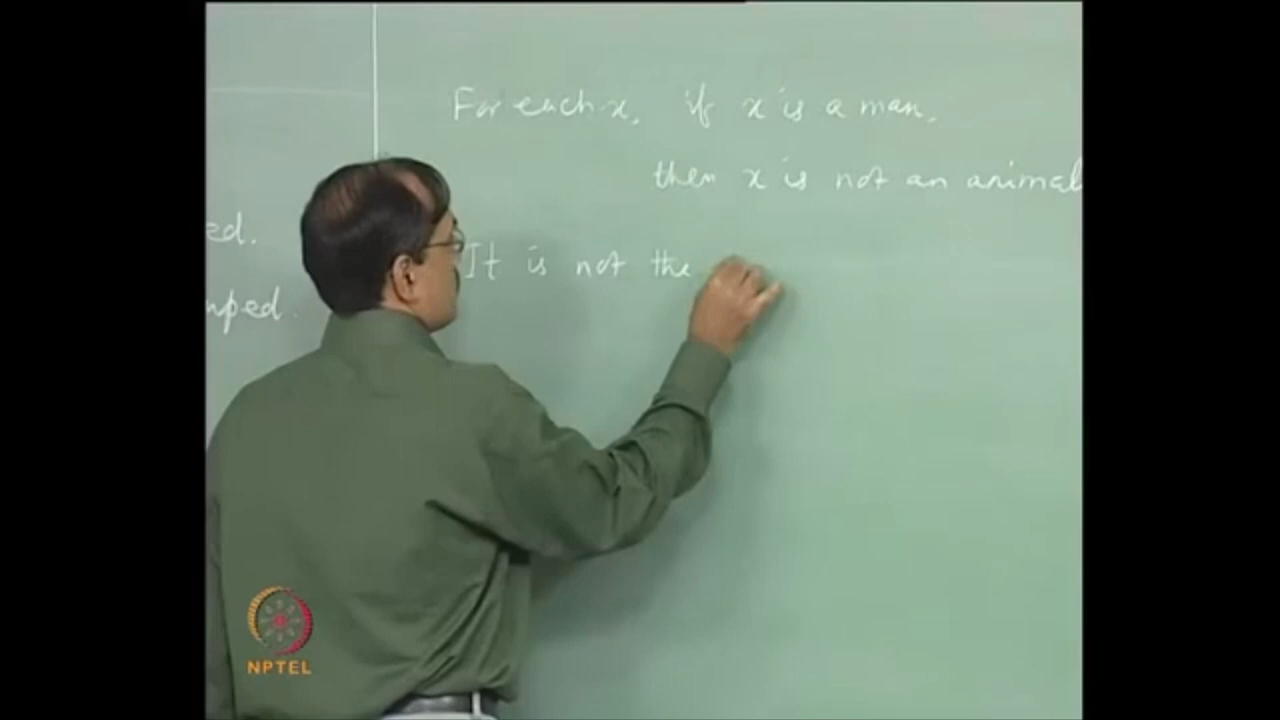 For each x, if x is a man,
then x is not an animal
ed.
It is not the
mped.
NPTEL